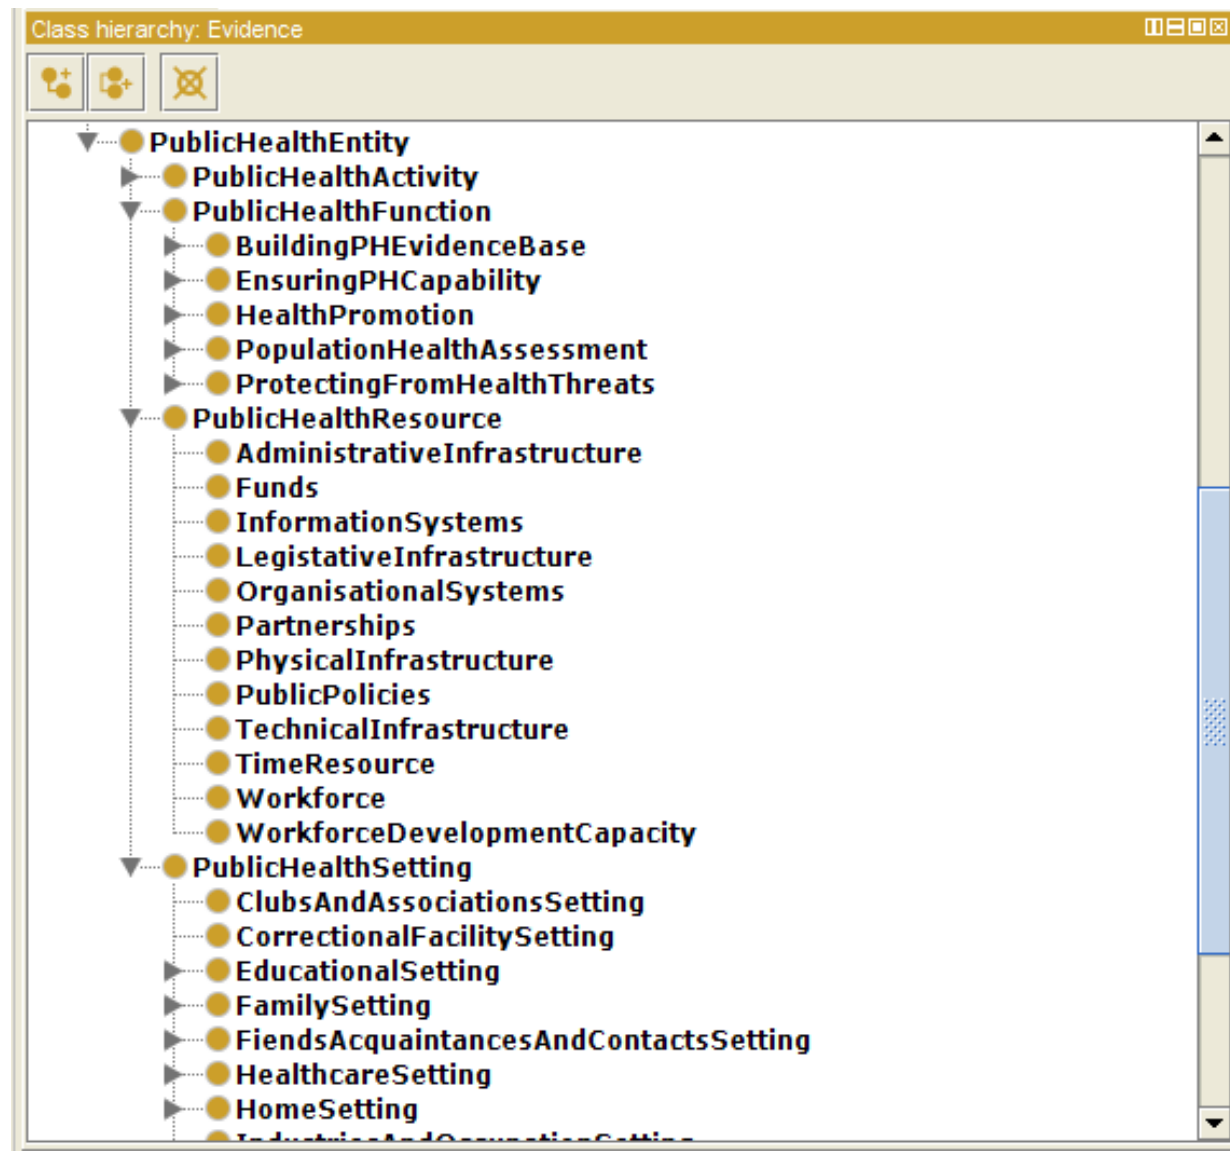 Class hierarchy: Evidence
PublicHealthEntity
PublicHealthActivity
PublicHealthFunction
BuildingPHEvidenceBase
EnsuringPHCapability
HealthPromotion
PopulationHealthAssessment
ProtectingFromHealthThreats
PublicHealthResource
AdministrativeInfrastructure
Funds
InformationSystems
LegistativeInfrastructure
OrganisationalSystems
Partnerships
PhysicalInfrastructure
PublicPolicies
TechnicalInfrastructure
TimeResource
Workforce
WorkforceDevelopmentCapacity
PublicHealthSetting
ClubsAndAssociationsSetting
CorrectionalFacilitySetting
EducationalSetting
FamilySetting
FiendsAcquaintancesAndContactsSetting
HealthcareSetting
HomeSetting